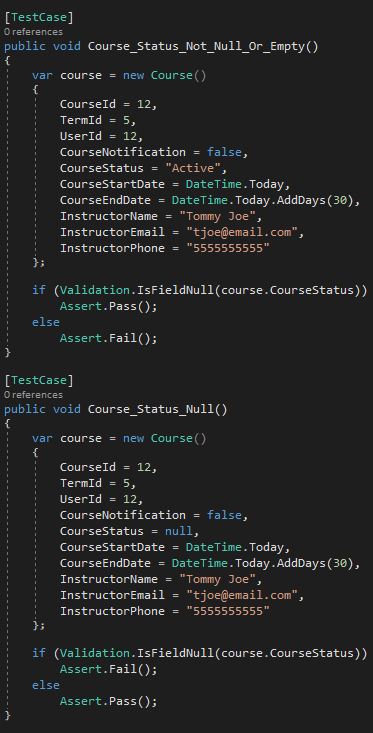 [TestCase]
0 references
public void Course_Status_Not_Null_Or_Empty()
{
    var course = new Course()
    {
        CourseId = 12,
        TermId = 5,
        UserId = 12,
        CourseNotification = false,
        CourseStatus = "Active",
        CourseStartDate = DateTime.Today,
        CourseEndDate = DateTime.Today.AddDays(30),
        InstructorName = "Tommy Joe",
        InstructorEmail = "tjoe@email.com",
        InstructorPhone = "5555555555"
    };

    if (Validation.IsFieldNull(course.CourseStatus))
        Assert.Pass();
    else
        Assert.Fail();
}

[TestCase]
0 references
public void Course_Status_Null()
{
    var course = new Course()
    {
        CourseId = 12,
        TermId = 5,
        UserId = 12,
        CourseNotification = false,
        CourseStatus = null,
        CourseStartDate = DateTime.Today,
        CourseEndDate = DateTime.Today.AddDays(30),
        InstructorName = "Tommy Joe",
        InstructorEmail = "tjoe@email.com",
        InstructorPhone = "5555555555"
    };

    if (Validation.IsFieldNull(course.CourseStatus))
        Assert.Fail();
    else
        Assert.Pass();
}